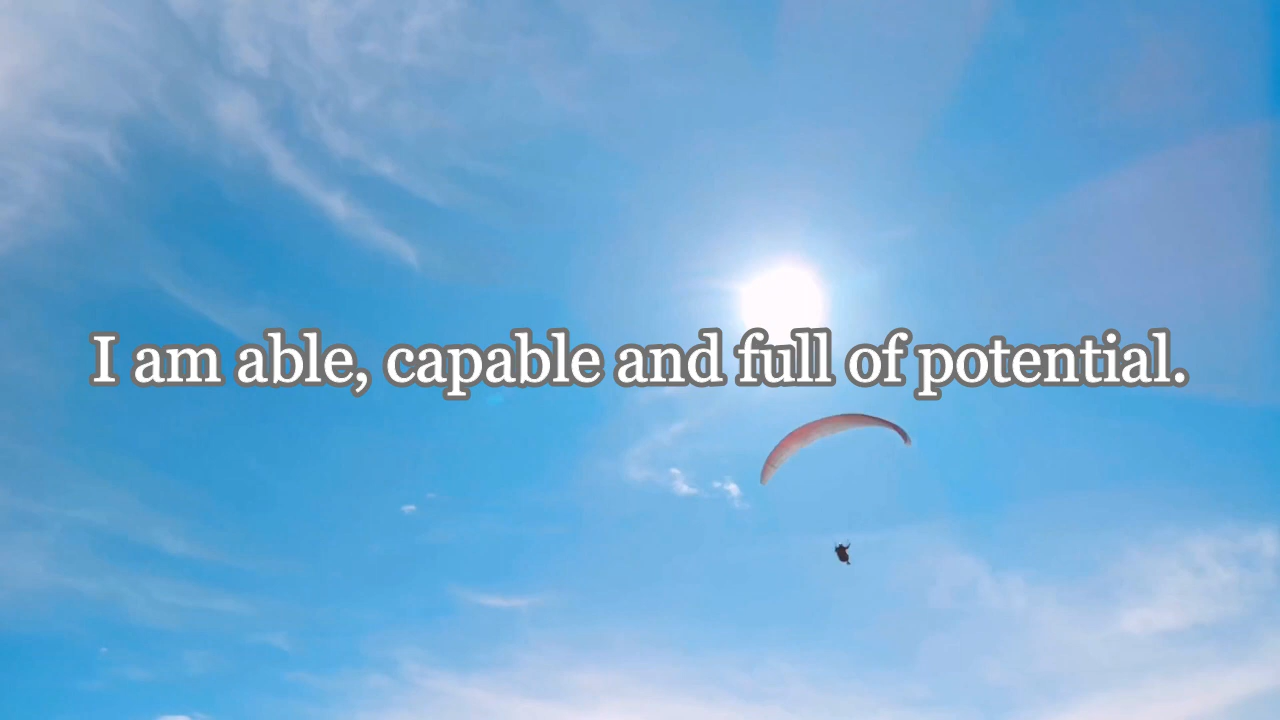 I am able, capable and full of potential.